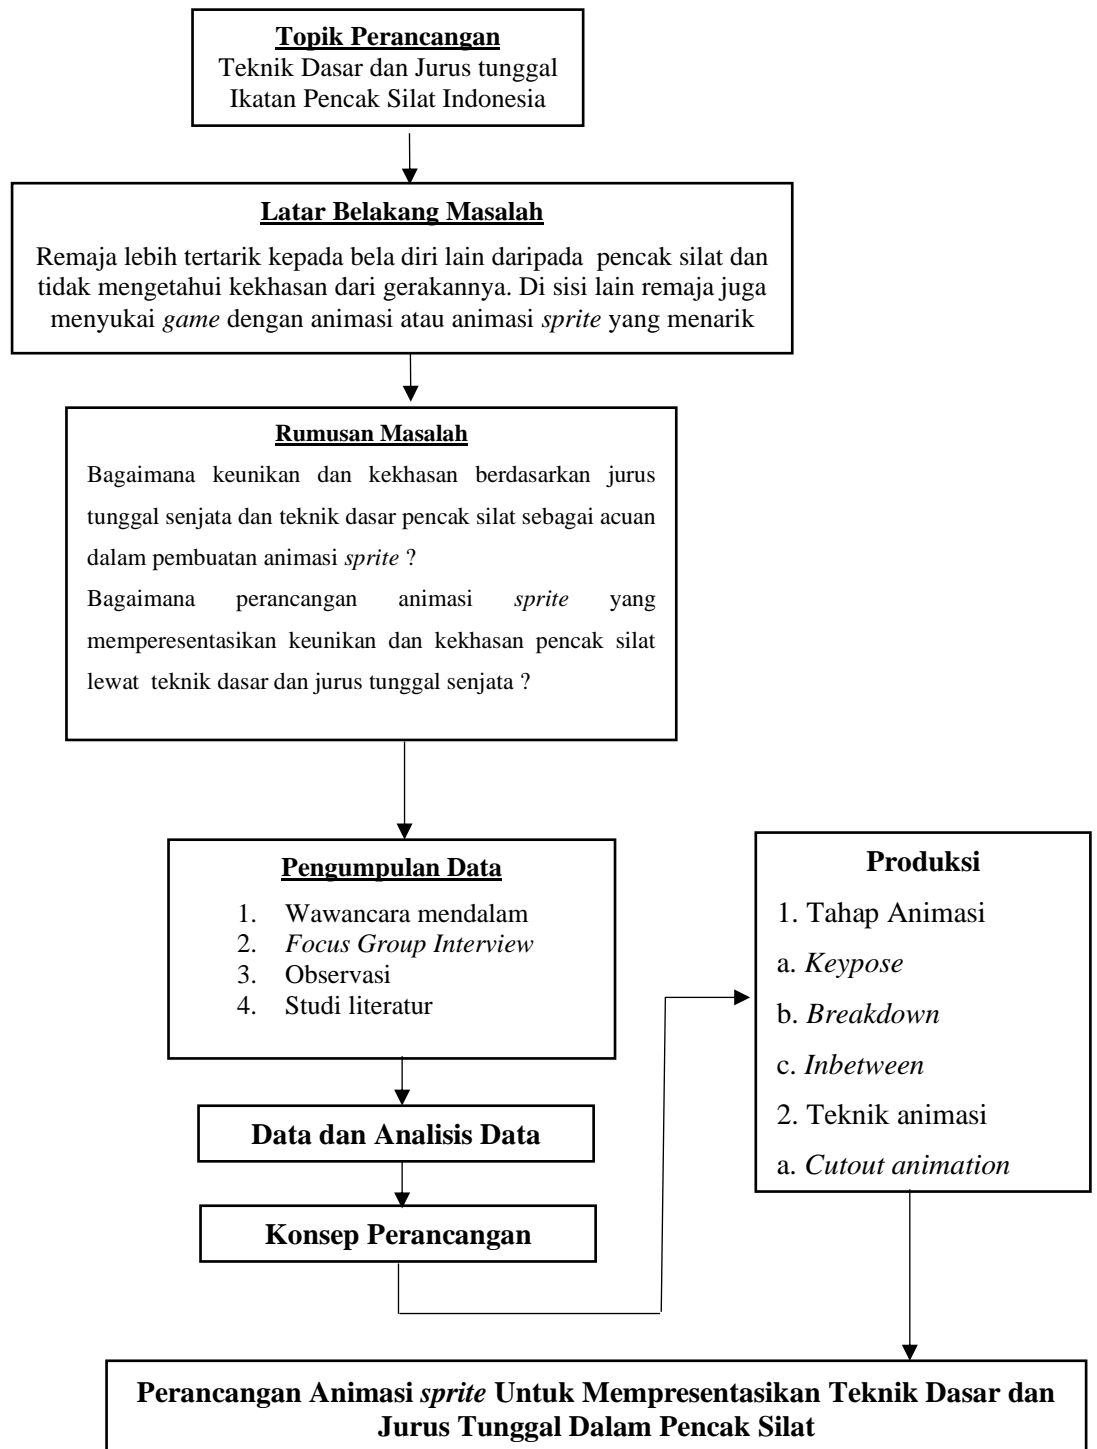 Topik Perancangan
Teknik Dasar dan Jurus tunggal
Ikatan Pencak Silat Indonesia
Latar Belakang Masalah
Remaja lebih tertarik kepada bela diri lain daripada pencak silat dan
tidak mengetahui kekhasan dari gerakannya. Di sisi lain remaja juga
menyukai game dengan animasi atau animasi sprite yang menarik
Rumusan Masalah
Bagaimana keunikan dan kekhasan berdasarkan jurus
tunggal senjata dan teknik dasar pencak silat sebagai acuan
dalam pembuatan animasi sprite ?
Bagaimana perancangan animasi sprite yang
memperesentasikan keunikan dan kekhasan pencak silat
lewat teknik dasar dan jurus tunggal senjata ?
Pengumpulan Data
1. Wawancara mendalam
2. Focus Group Interview
3. Observasi
4. Studi literatur
Data dan Analisis Data
Konsep Perancangan
Produksi
1. Tahap Animasi
a. Keypose
b. Breakdown
c. Inbetween
2. Teknik animasi
a. Cutout animation
Perancangan Animasi sprite Untuk Mempresentasikan Teknik Dasar dan
Jurus Tunggal Dalam Pencak Silat